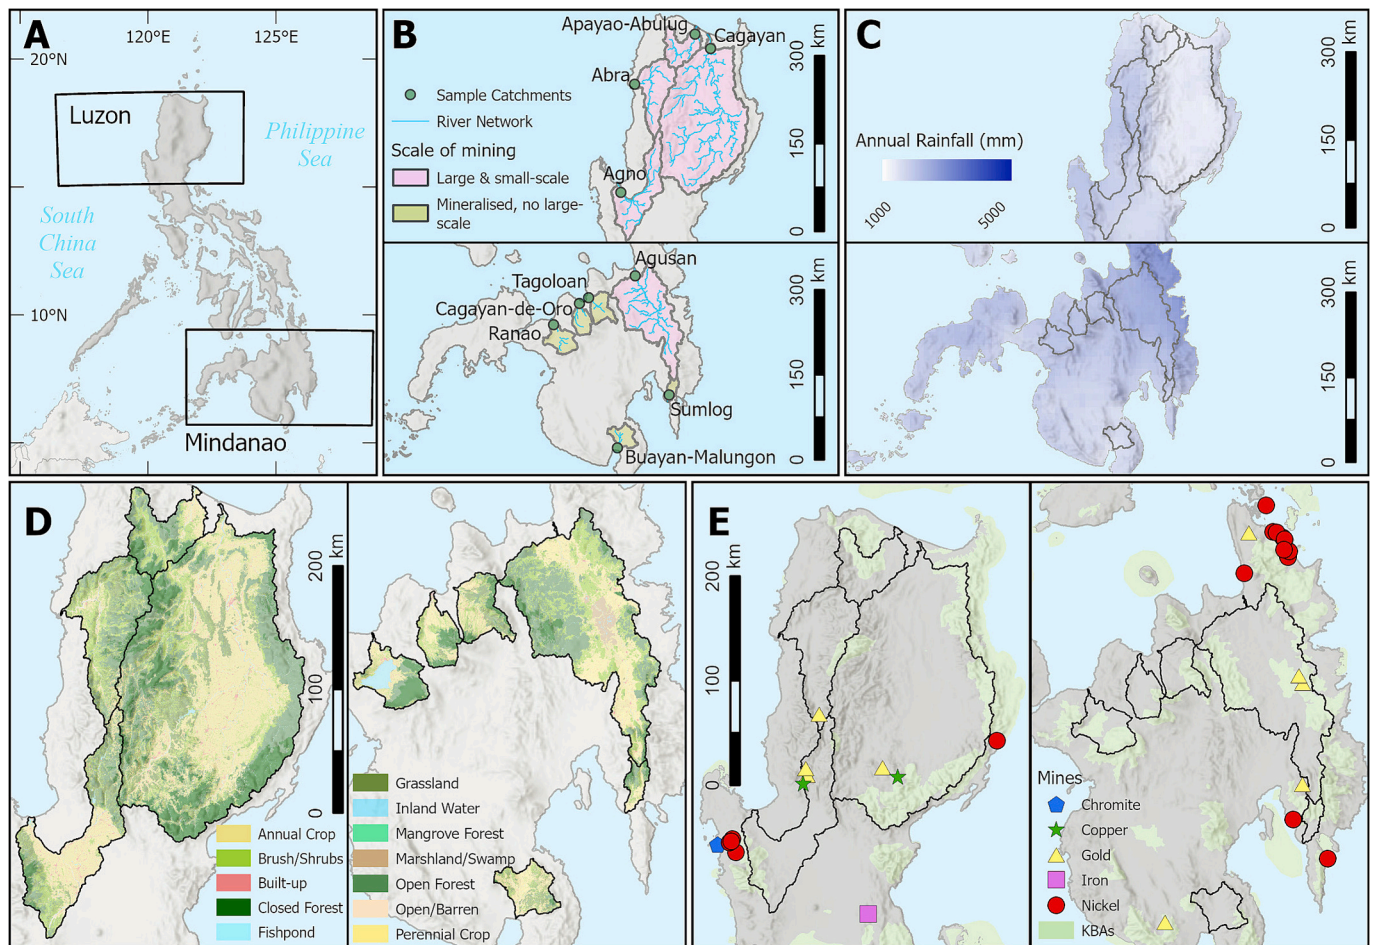 A
120°E
125°E
20°N
Luzon
Philippine
Sea
South
China
Sea
10°N
Mindanao
B
Apayao-Abulug
Cagayan
Abra
Sample Catchments
River Network
Scale of mining
Large & small-scale
Mineralised, no large-
scale
Agno
300 km
150
0
Agusan
Tagoloan
Cagayan-de-Oro
Ranao
Sumlog
Buayan-Malungon
300 km
150
0
C
Annual Rainfall (mm)
1000
5000
300 km
150
0
300 km
150
0
D
200 km
100
0
Annual Crop
Brush/Shrubs
Built-up
Closed Forest
Fishpond
Grassland
Inland Water
Mangrove Forest
Marshland/Swamp
Open Forest
Open/Barren
Perennial Crop
E
200 km
100
0
Mines
Chromite
Copper
Gold
Iron
Nickel
KBAs